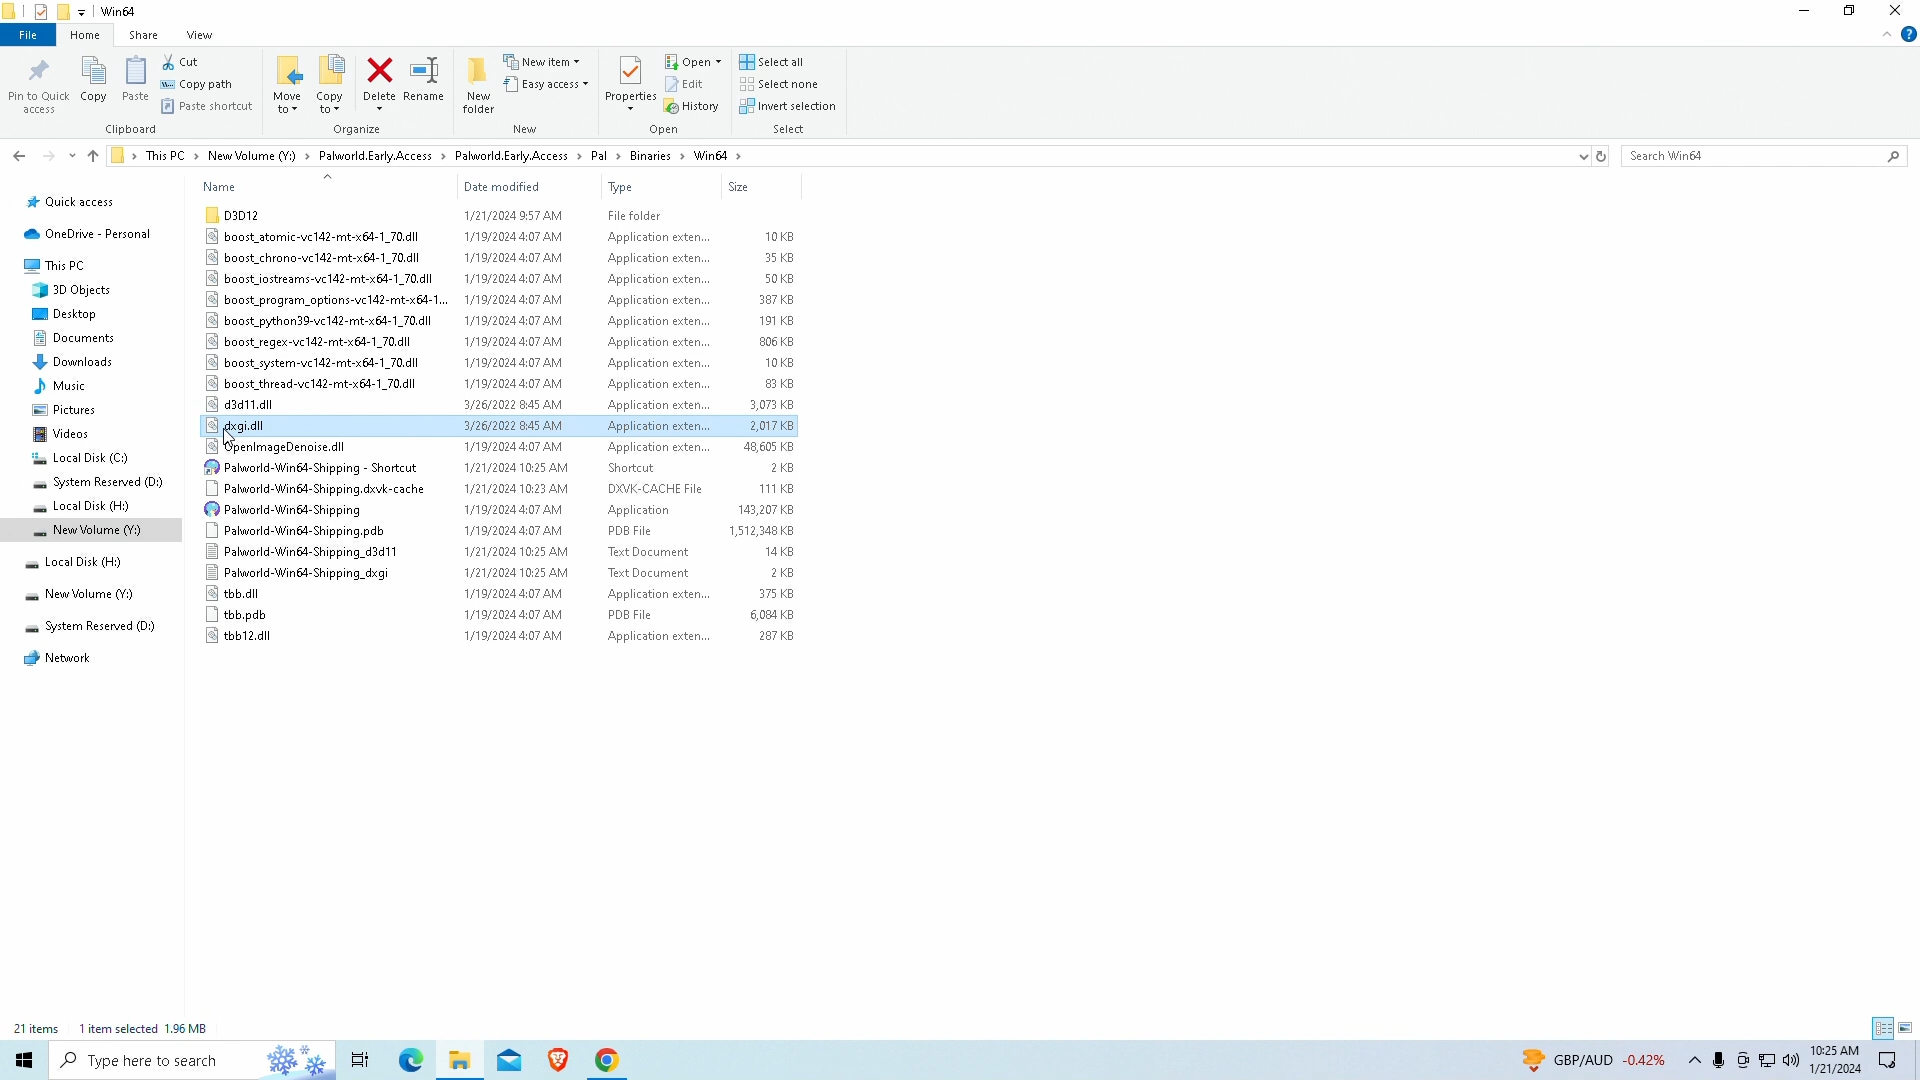 Win64
File Home Share View
Pin to Quick access
Copy
Paste
Cut
Copy path
Paste shortcut
Clipboard
Move to
Copy to
Delete
Rename
Organize
New folder
New item
Easy access
New
Properties
Open
Edit
History
Open
Select all
Select none
Invert selection
Select
This PC New Volume (Y:) Palworld.Early.Access Palworld.Early.Access Pal Binaries Win64
Search Win64
Quick access
OneDrive - Personal
This PC
3D Objects
Desktop
Documents
Downloads
Music
Pictures
Videos
Local Disk (C:)
System Reserved (D:)
Local Disk (H:)
New Volume (Y:)
Local Disk (H:)
New Volume (Y:)
System Reserved (D:)
Network
Name Date modified Type Size
D3D12 1/21/2024 9:57 AM File folder
boost_atomic-vc142-mt-x64-1_70.dll 1/19/2024 4:07 AM Application exten... 10 KB
boost_chrono-vc142-mt-x64-1_70.dll 1/19/2024 4:07 AM Application exten... 35 KB
boost_iostreams-vc142-mt-x64-1_70.dll 1/19/2024 4:07 AM Application exten... 50 KB
boost_program_options-vc142-mt-x64-1... 1/19/2024 4:07 AM Application exten... 387 KB
boost_python39-vc142-mt-x64-1_70.dll 1/19/2024 4:07 AM Application exten... 191 KB
boost_regex-vc142-mt-x64-1_70.dll 1/19/2024 4:07 AM Application exten... 806 KB
boost_system-vc142-mt-x64-1_70.dll 1/19/2024 4:07 AM Application exten... 10 KB
boost_thread-vc142-mt-x64-1_70.dll 1/19/2024 4:07 AM Application exten... 83 KB
d3d11.dll 3/26/2022 8:45 AM Application exten... 3,073 KB
dxgi.dll 3/26/2022 8:45 AM Application exten... 2,017 KB
OpenImageDenoise.dll 1/19/2024 4:07 AM Application exten... 48,605 KB
Palworld-Win64-Shipping - Shortcut 1/21/2024 10:25 AM Shortcut 2 KB
Palworld-Win64-Shipping.dxvk-cache 1/21/2024 10:23 AM DXVK-CACHE File 111 KB
Palworld-Win64-Shipping 1/19/2024 4:07 AM Application 143,207 KB
Palworld-Win64-Shipping.pdb 1/19/2024 4:07 AM PDB File 1,512,348 KB
Palworld-Win64-Shipping_d3d11 1/21/2024 10:25 AM Text Document 14 KB
Palworld-Win64-Shipping_dxgi 1/21/2024 10:25 AM Text Document 2 KB
tbb.dll 1/19/2024 4:07 AM Application exten... 375 KB
tbb.pdb 1/19/2024 4:07 AM PDB File 6,084 KB
tbb12.dll 1/19/2024 4:07 AM Application exten... 287 KB
21 items 1 item selected 1.96 MB
Type here to search
GBP/AUD -0.42%
10:25 AM
1/21/2024